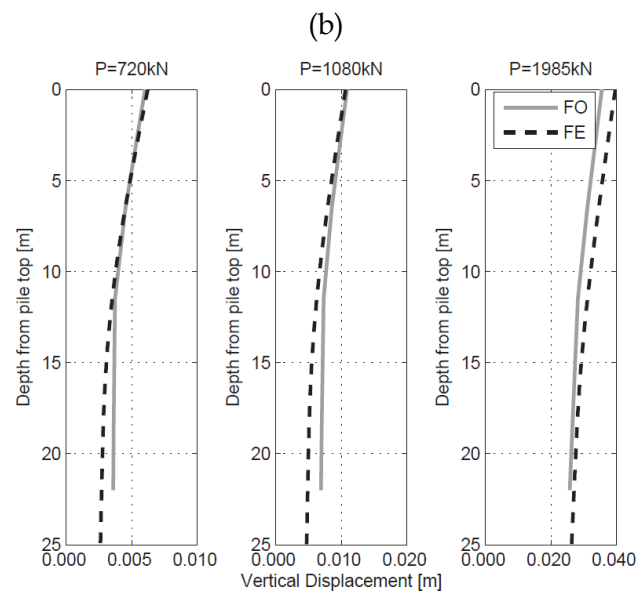 (b)
P=720kN
P=1080kN
P=1985kN
0
5
10
15
20
25
0.000
0.005
0.010
Depth from pile top [m]
0
5
10
15
20
25
0.000
0.010
0.020
Depth from pile top [m]
0
5
10
15
20
25
0.00
0.020
0.040
Depth from pile top [m]
FO
FE
Vertical Displacement [m]